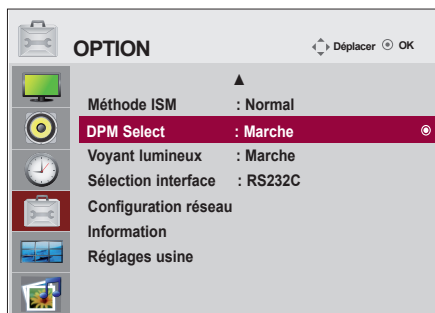 OPTION
Déplacer OK
Méthode ISM : Normal
DPM Select : Marche
Voyant lumineux : Marche
Sélection interface : RS232C
Configuration réseau
Information
Réglages usine